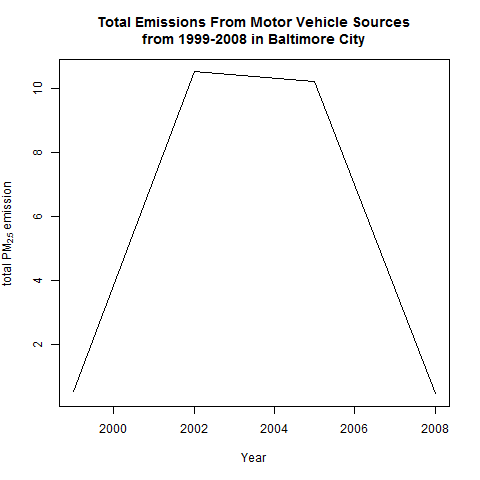 Total Emissions From Motor Vehicle Sources
from 1999-2008 in Baltimore City
total PM2.5 emission
10
8
6
4
2
2000 2002 2004 2006 2008
Year